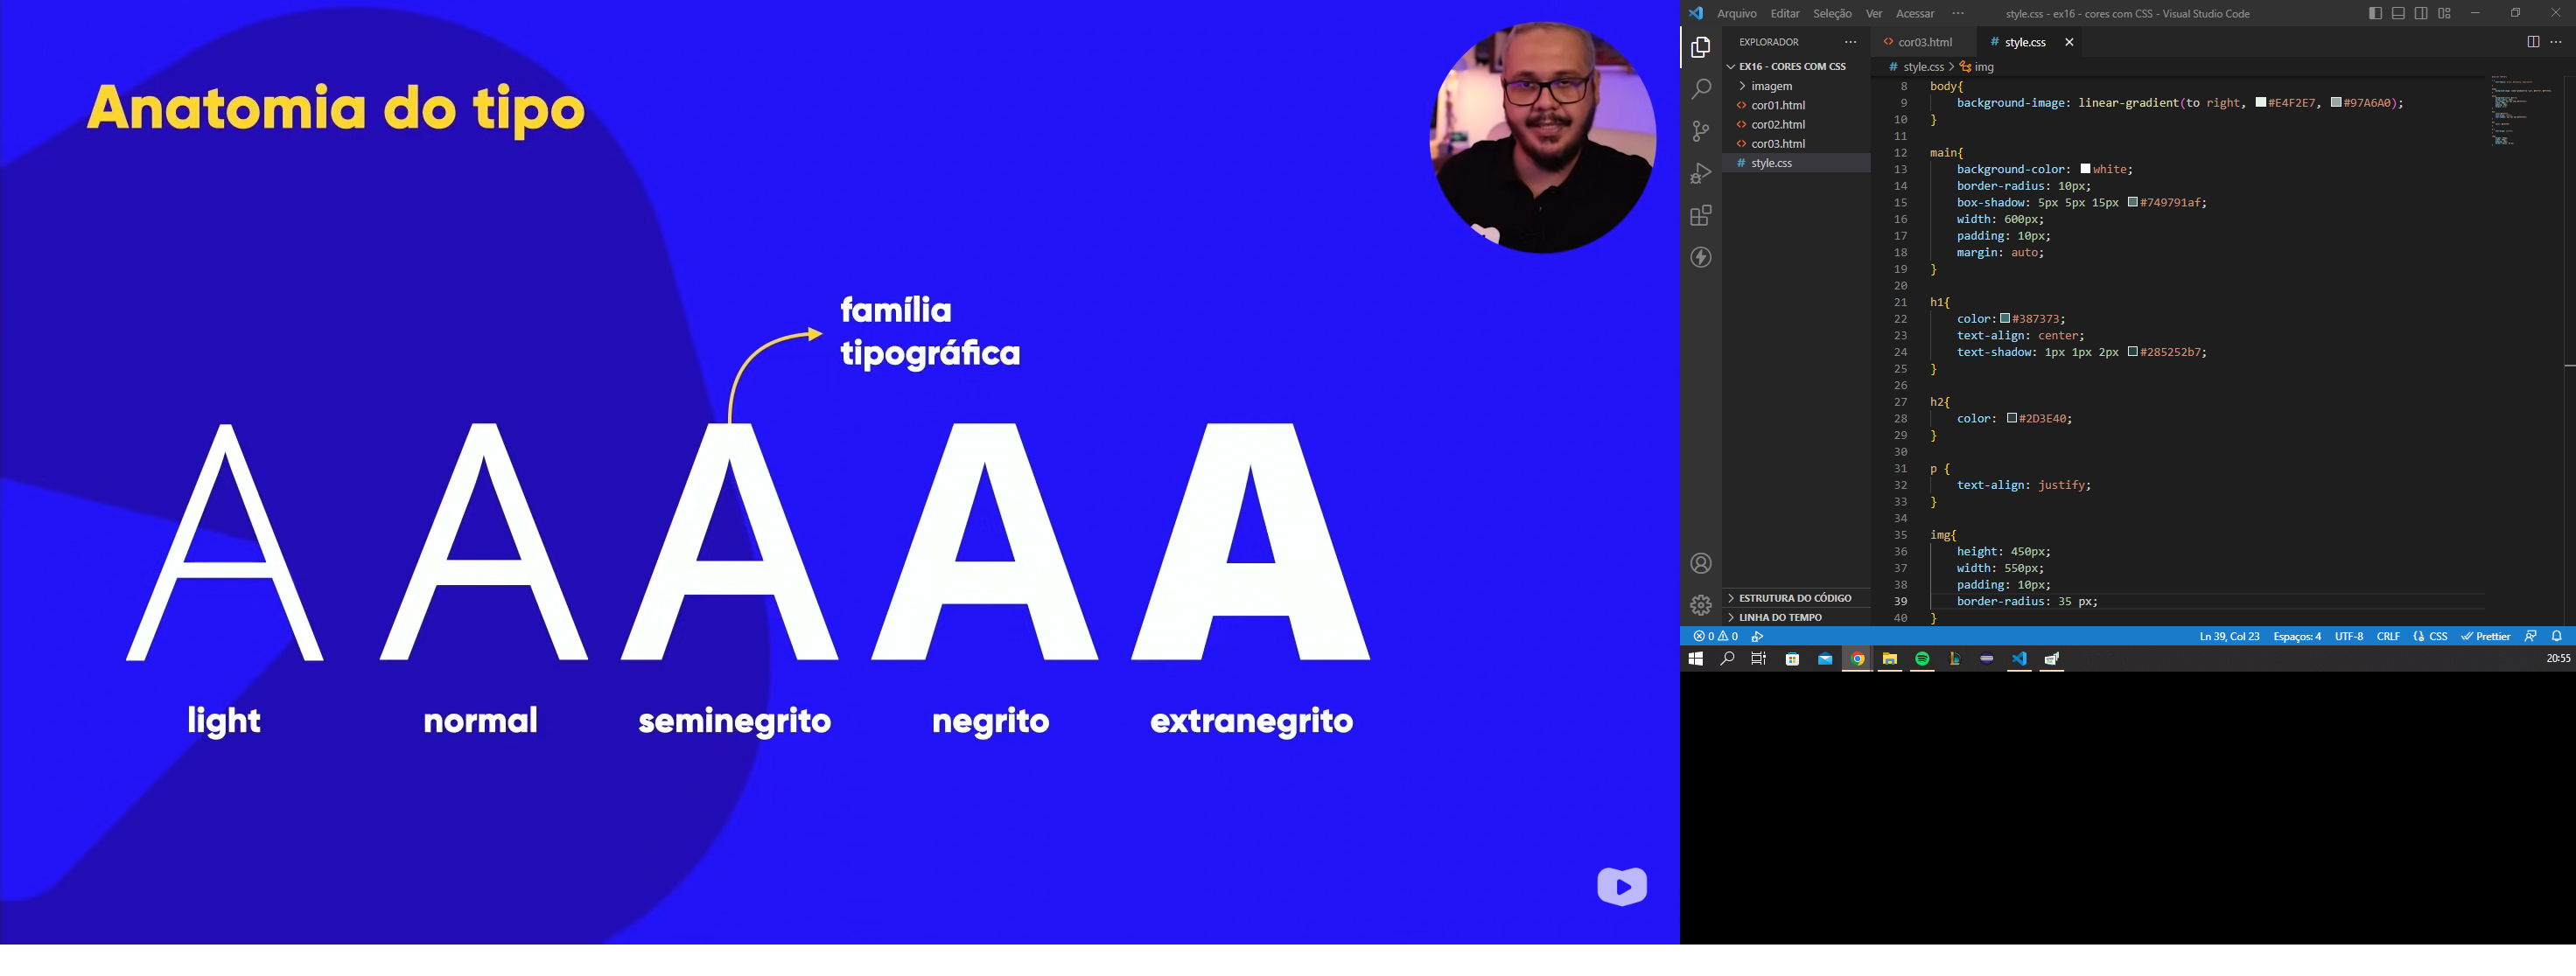 Anatomia do tipo
família
tipográfica
A A A A A
light normal seminegrito negrito extranegrito
Arquivo Editar Seleção Ver Acessar ··· style.css - ex16 - cores com CSS - Visual Studio Code
EXPLORADOR ···
EX16 - CORES COM CSS
imagem
cor01.html
cor02.html
cor03.html
style.css
ESTRUTURA DO CÓDIGO
LINHA DO TEMPO
cor03.html # style.css
# style.css > img
8 body{
9 background-image: linear-gradient(to right, #E4F2E7, #97A6A0);
10 }
11
12 main{
13 background-color: white;
14 border-radius: 10px;
15 box-shadow: 5px 5px 15px #749791af;
16 width: 600px;
17 padding: 10px;
18 margin: auto;
19 }
20
21 h1{
22 color: #387373;
23 text-align: center;
24 text-shadow: 1px 1px 2px #285252b7;
25 }
26
27 h2{
28 color: #2D3E40;
29 }
30
31 p {
32 text-align: justify;
33 }
34
35 img{
36 height: 450px;
37 width: 550px;
38 padding: 10px;
39 border-radius: 35 px;
40 }
0 0 Ln 39, Col 23 Espaços: 4 UTF-8 CRLF CSS Prettier
20:55